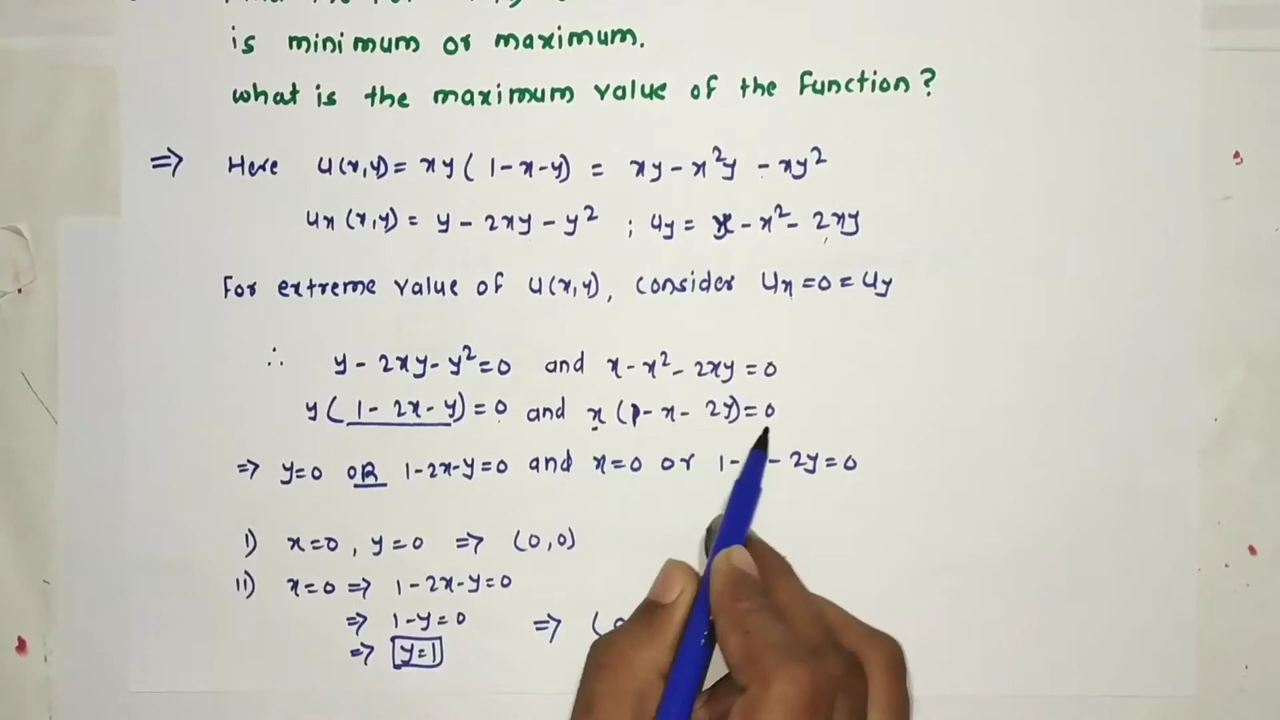 is minimum or maximum.
what is the maximum value of the function?
⇒ Here u(x,y) = xy(1-x-y) = xy - x²y - xy²
ux(x,y) = y - 2xy - y² ; uy = x - x² - 2xy
For extreme value of u(x,y), consider ux = 0 = uy
∴ y - 2xy - y² = 0 and x - x² - 2xy = 0
y(1 - 2x - y) = 0 and x(1 - x - 2y) = 0
⇒ y=0 OR 1-2x-y=0 and x=0 or 1- - 2y=0
i) x=0, y=0 ⇒ (0,0)
ii) x=0 ⇒ 1-2x-y=0
⇒ 1-y=0 ⇒ (0
⇒ y=1